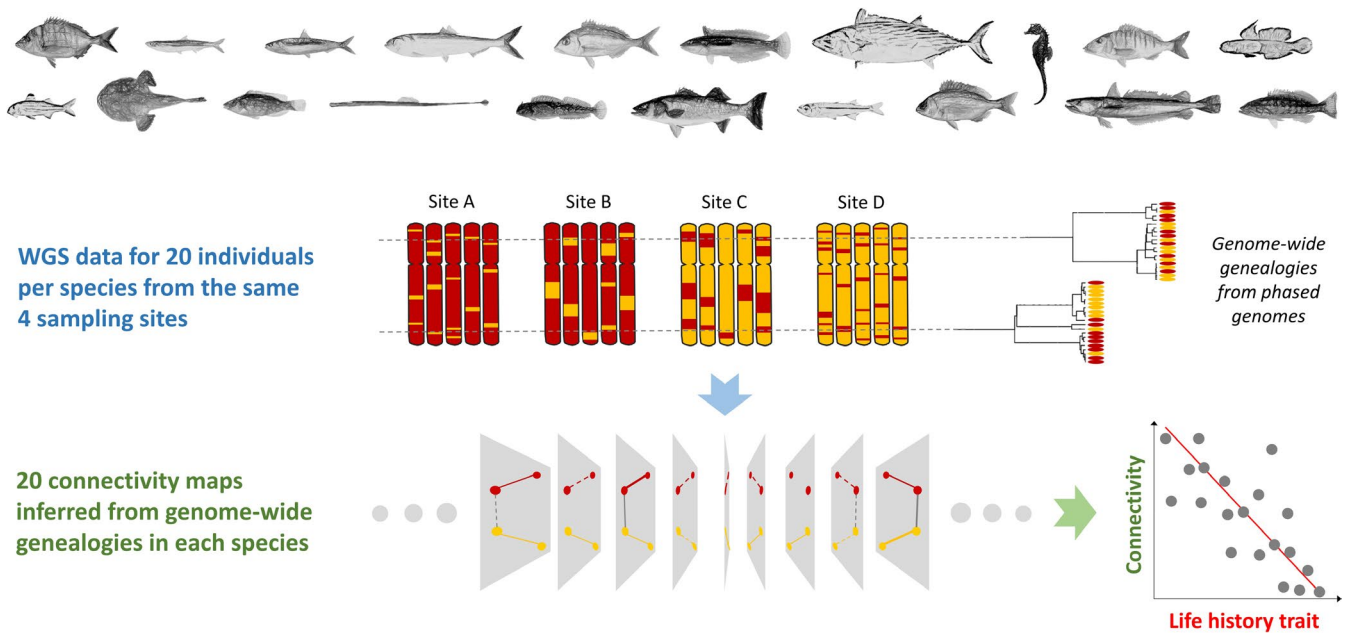 Site A
Site B
Site C
Site D
WGS data for 20 individuals
per species from the same
4 sampling sites
Genome-wide
genealogies
from phased
genomes
20 connectivity maps
inferred from genome-wide
genealogies in each species
Connectivity
Life history trait